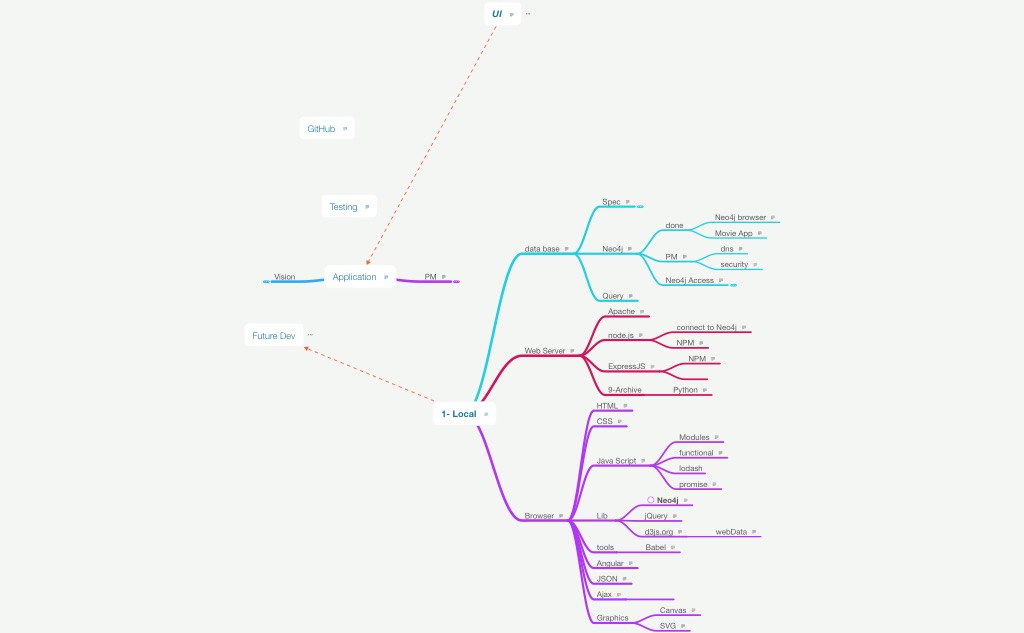 UI
GitHub
Testing
Vision
Application
PM
Future Dev
1- Local
data base
Spec
Neo4j
done
Neo4j browser
Movie App
PM
dns
security
Neo4j Access
Query
Web Server
Apache
node.js
connect to Neo4j
NPM
ExpressJS
NPM
9-Archive
Python
Browser
HTML
CSS
Java Script
Modules
functional
lodash
promise
Lib
Neo4j
jQuery
d3js.org
webData
tools
Babel
Angular
JSON
Ajax
Graphics
Canvas
SVG